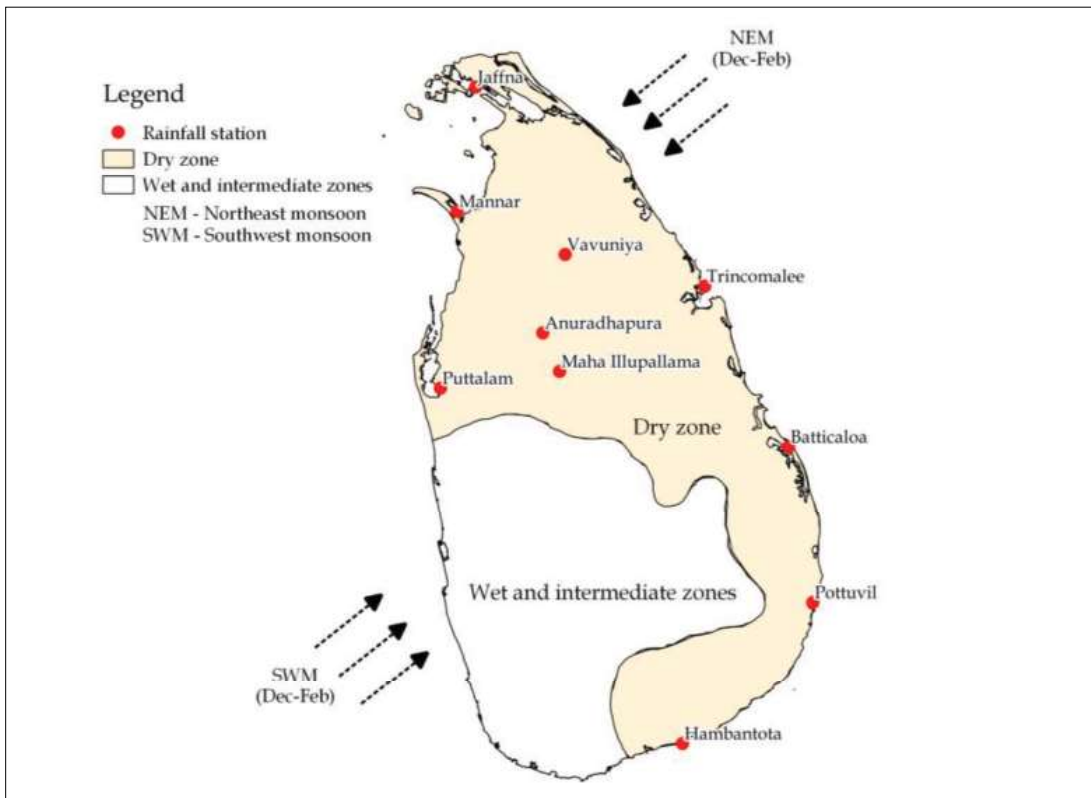 NEM
(Dec-Feb)
Jaffna
Legend
Rainfall station
Dry zone
Wet and intermediate zones
NEM - Northeast monsoon
SWM - Southwest monsoon
Mannar
Vavuniya
Trincomalee
Anuradhapura
Maha Illupallama
Puttalam
Dry zone
Batticaloa
Wet and intermediate zones
Pottuvil
SWM
(Dec-Feb)
Hambantota